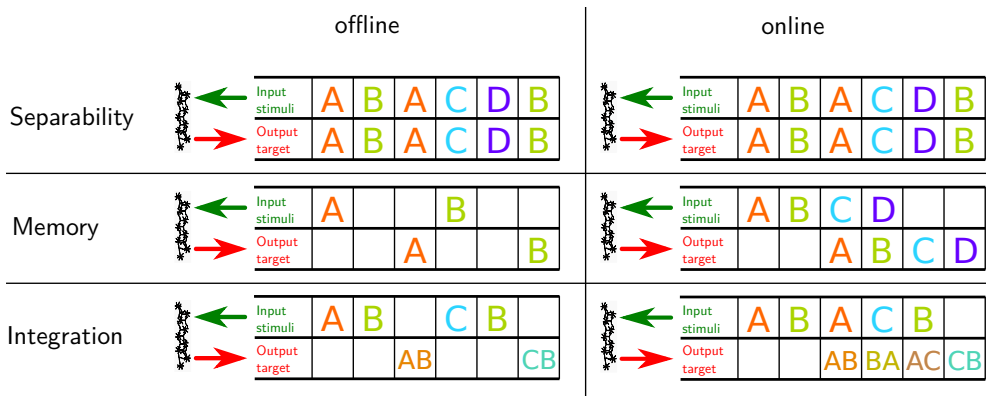 offline online
Separability
Input stimuli A B A C D B
Output target A B A C D B
Input stimuli A B A C D B
Output target A B A C D B
Memory
Input stimuli A B
Output target A B
Input stimuli A B C D
Output target A B C D
Integration
Input stimuli A B C B
Output target AB CB
Input stimuli A B A C B
Output target AB BA AC CB